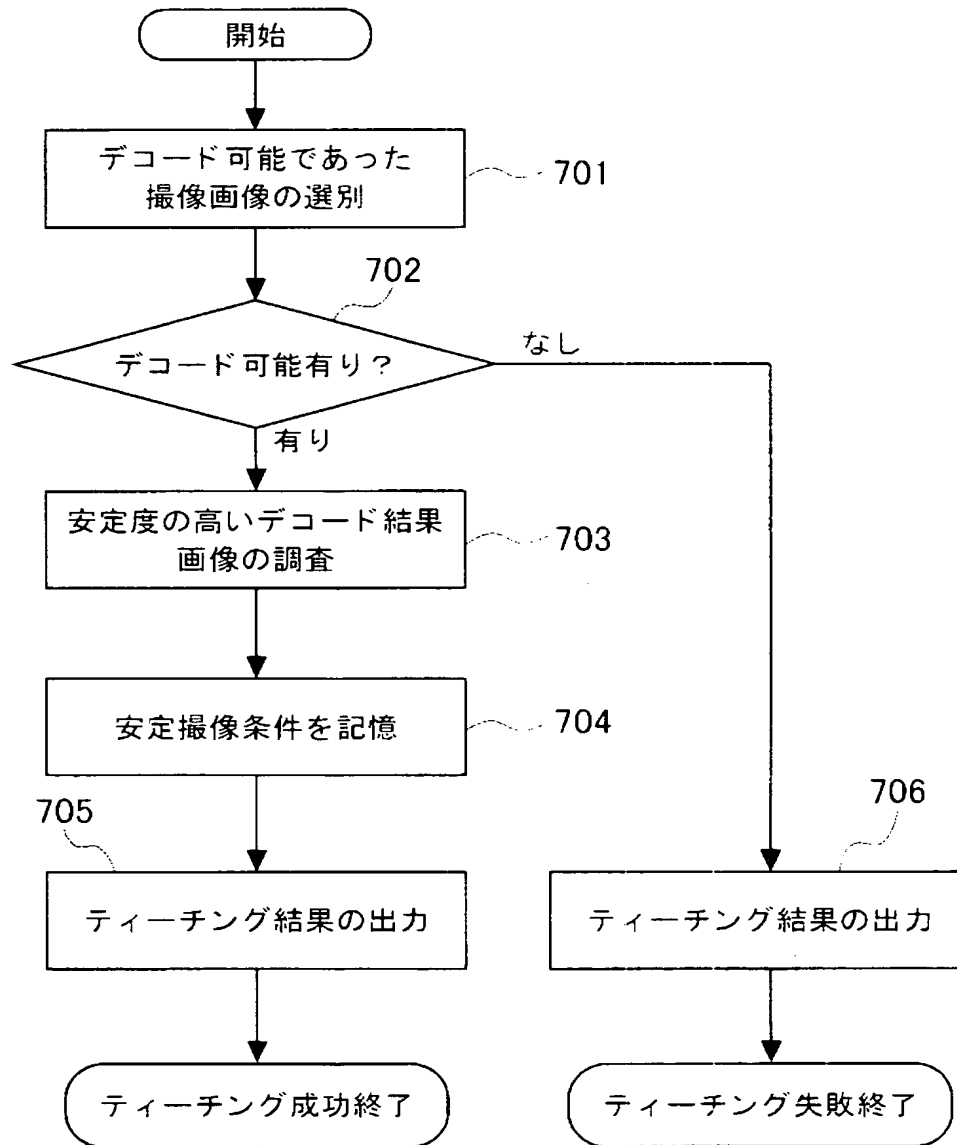 開始
デコード可能であった
撮像画像の選別
701
702
デコード可能有り？
なし
有り
安定度の高いデコード結果
画像の調査
703
安定撮像条件を記憶
704
705
ティーチング結果の出力
706
ティーチング結果の出力
ティーチング成功終了
ティーチング失敗終了